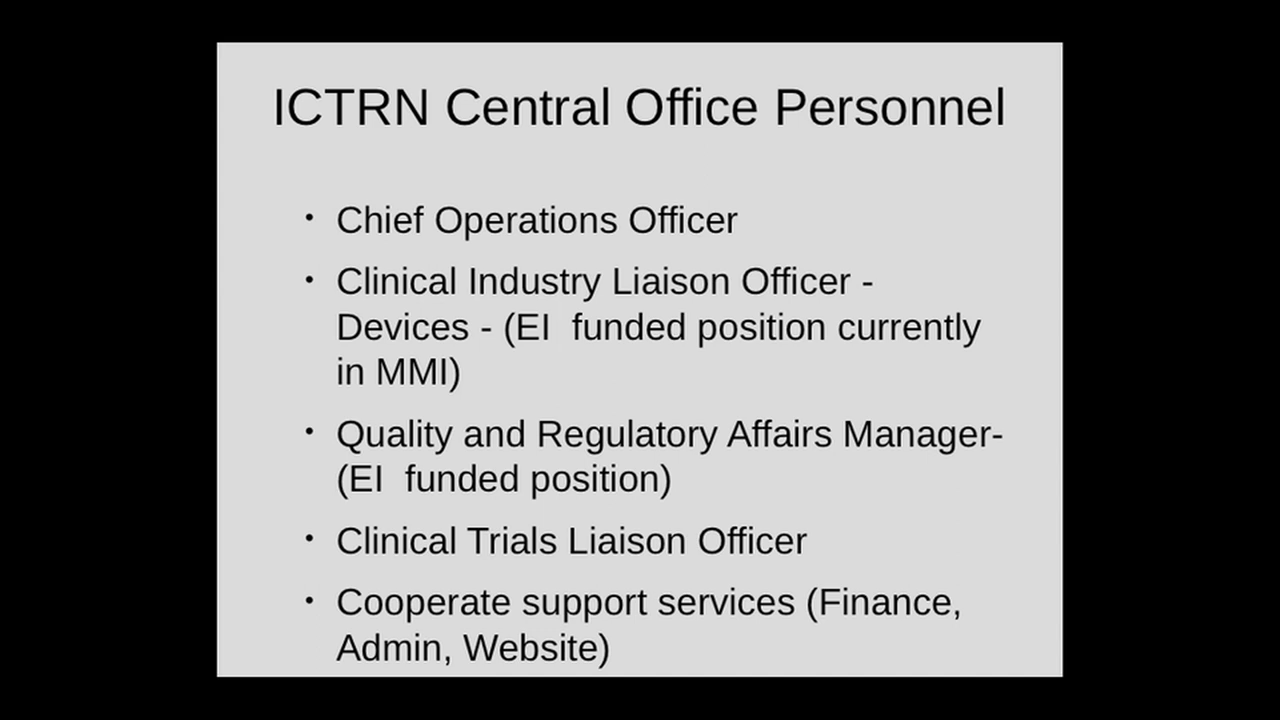 ICTRN Central Office Personnel
• Chief Operations Officer
• Clinical Industry Liaison Officer -
Devices - (EI  funded position currently
in MMI)
• Quality and Regulatory Affairs Manager-
(EI  funded position)
• Clinical Trials Liaison Officer
• Cooperate support services (Finance,
Admin, Website)